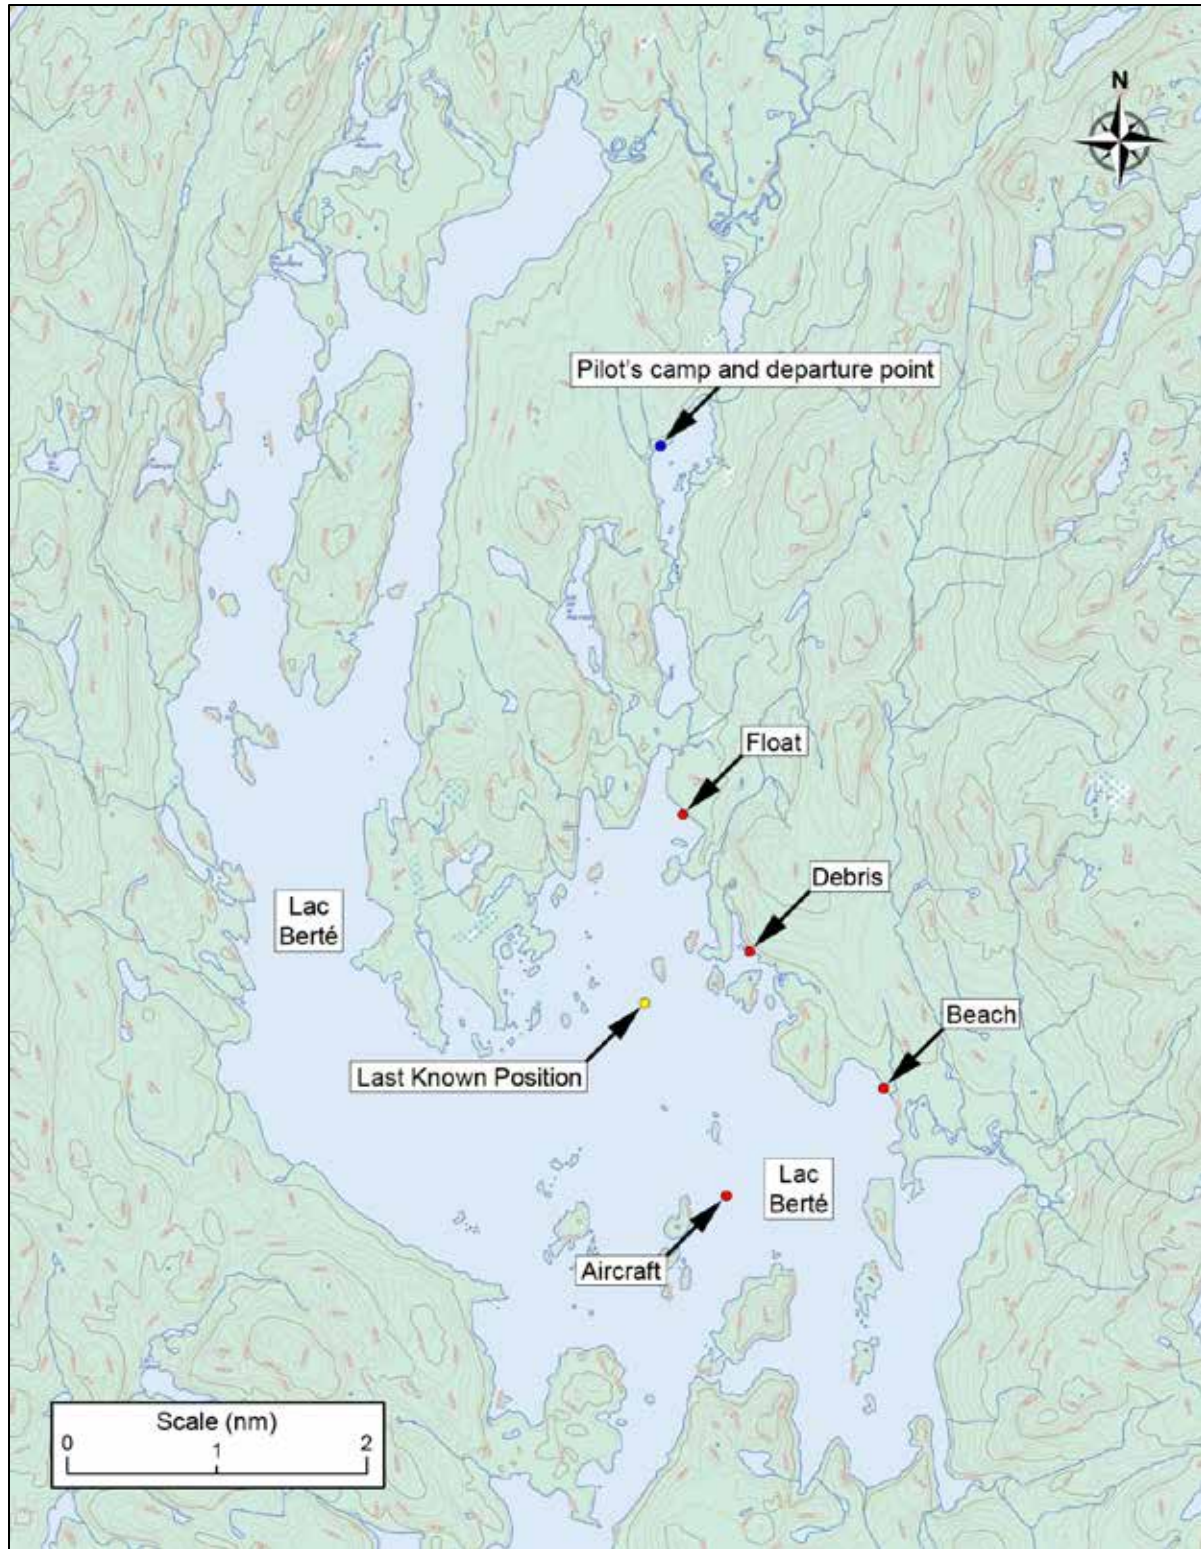 N
Pilot's camp and departure point
Float
Debris
Lac
Berté
Beach
Last Known Position
Lac
Berté
Aircraft
Scale (nm)
0 1 2